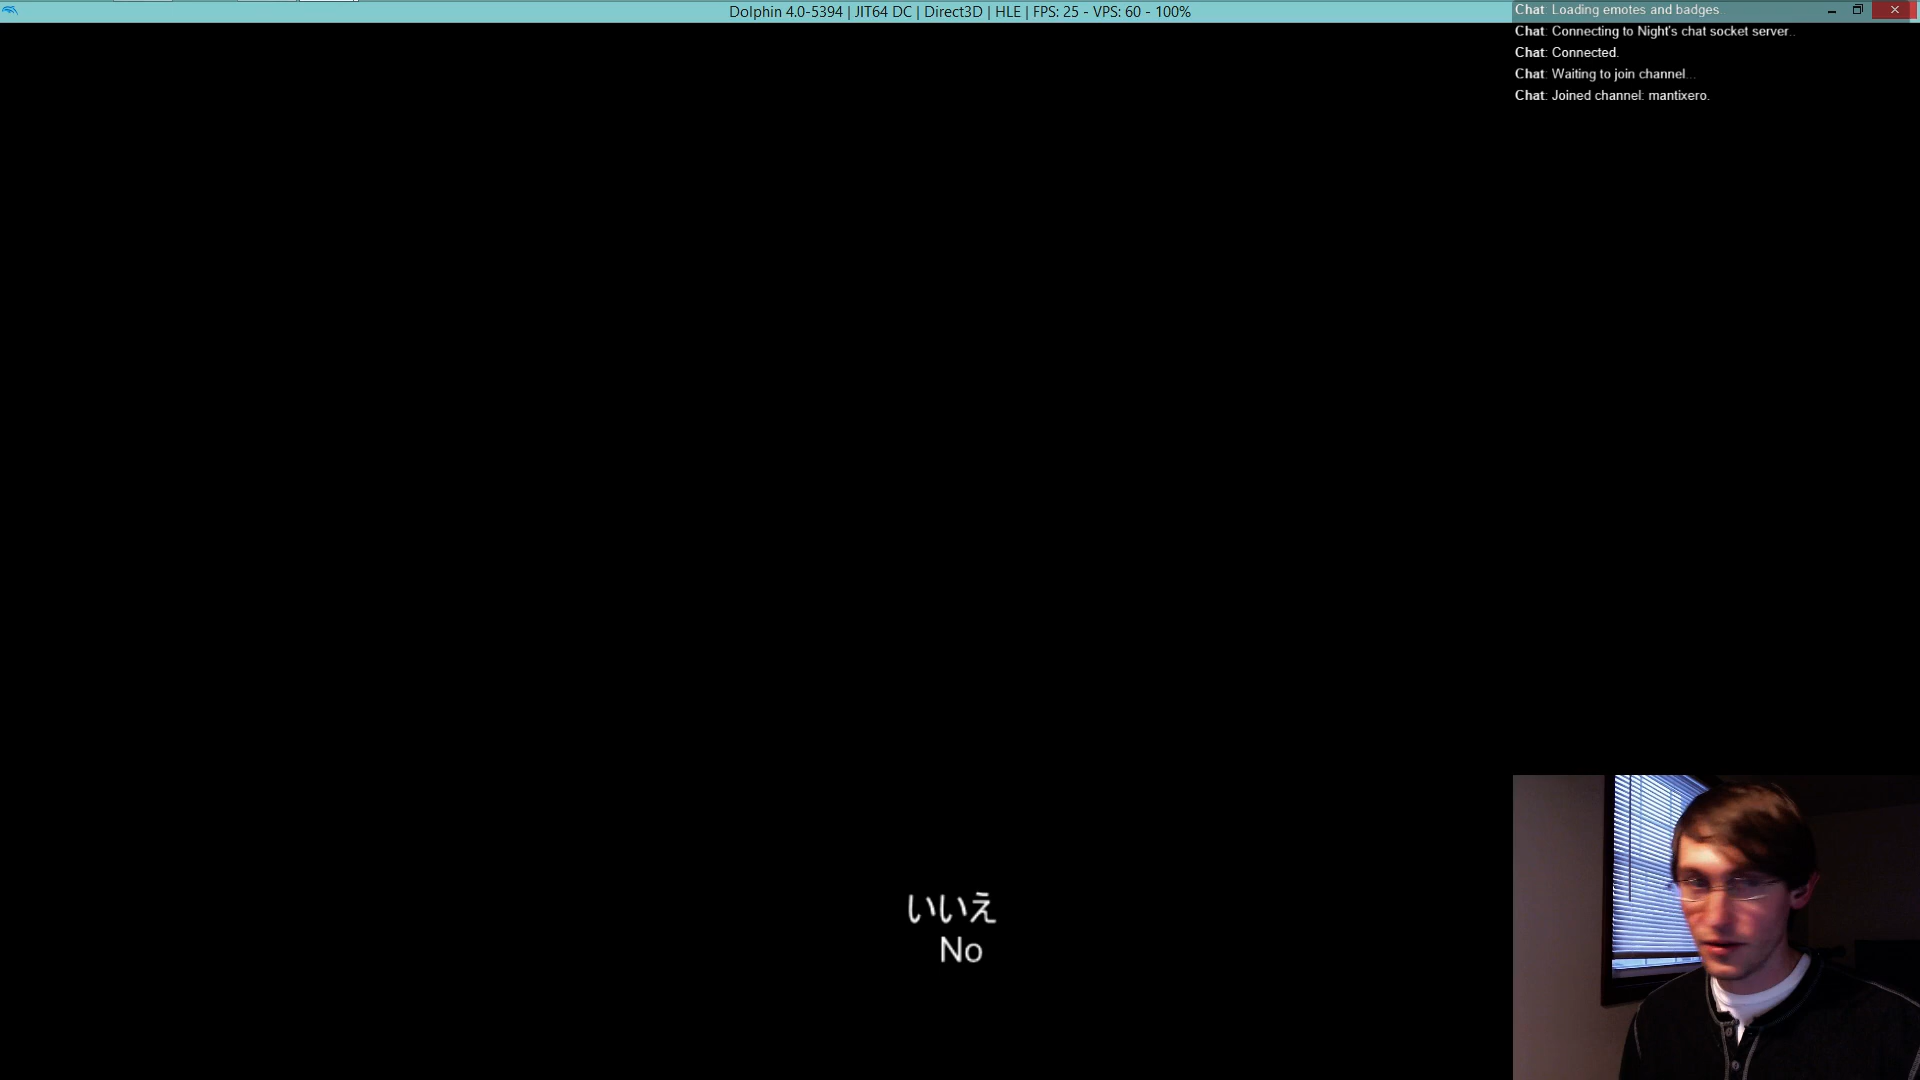 Dolphin 4.0-5394 | JIT64 DC | Direct3D | HLE | FPS: 25 - VPS: 60 - 100%
Chat: Loading emotes and badges
Chat: Connecting to Night's chat socket server..
Chat: Connected.
Chat: Waiting to join channel...
Chat: Joined channel: mantixero.
いいえ
No